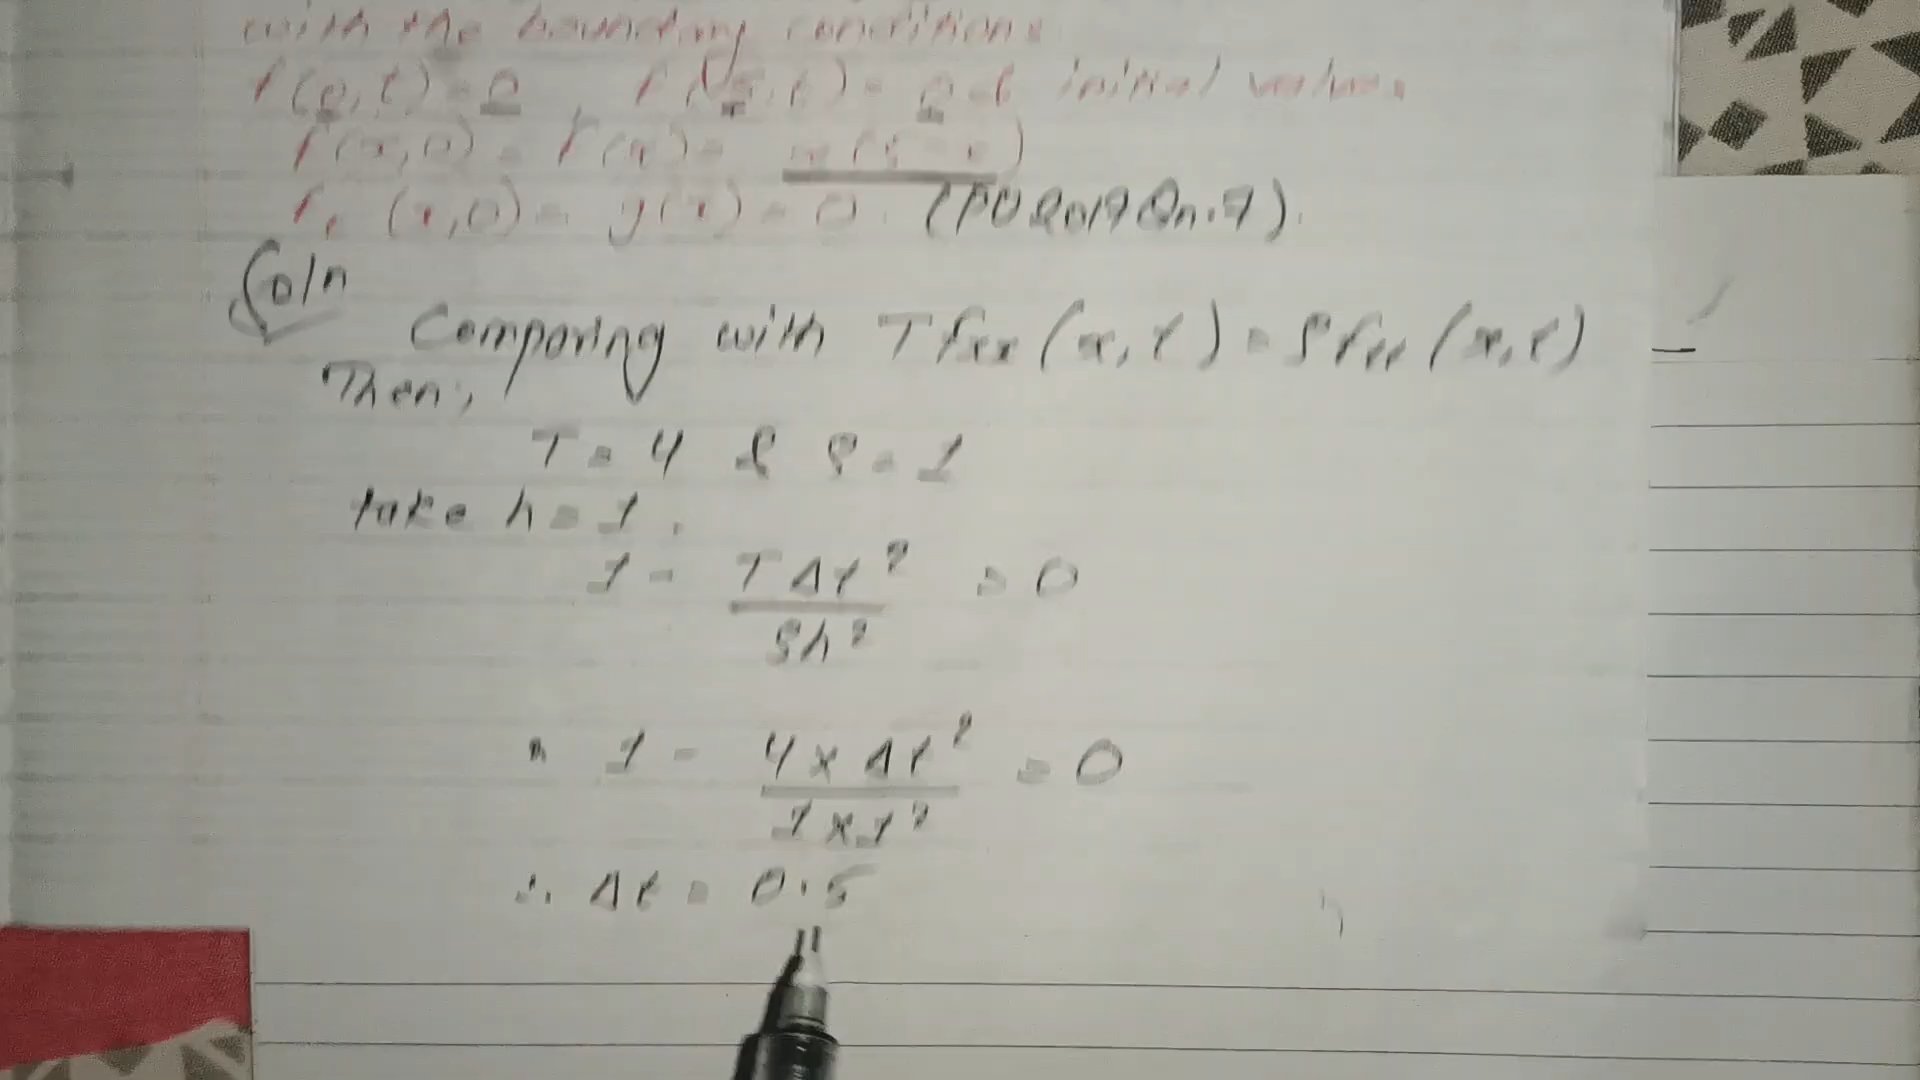 with the boundary conditions
f(0,t) = 0, f(5,t) = 0 & initial values
f(x,0) = f(x) = x(5-x)
ft (x,0) = g(x) = 0. (PU 2019 Qn.7).
Soln
Comparing with T fxx (x,t) = ρ ftt (x,t)
Then,
T = 4 & ρ = 1
take h = 1.
1 - TΔt² / ρh² = 0
1 - 4×Δt² / 1×1² = 0
∴ Δt = 0.5